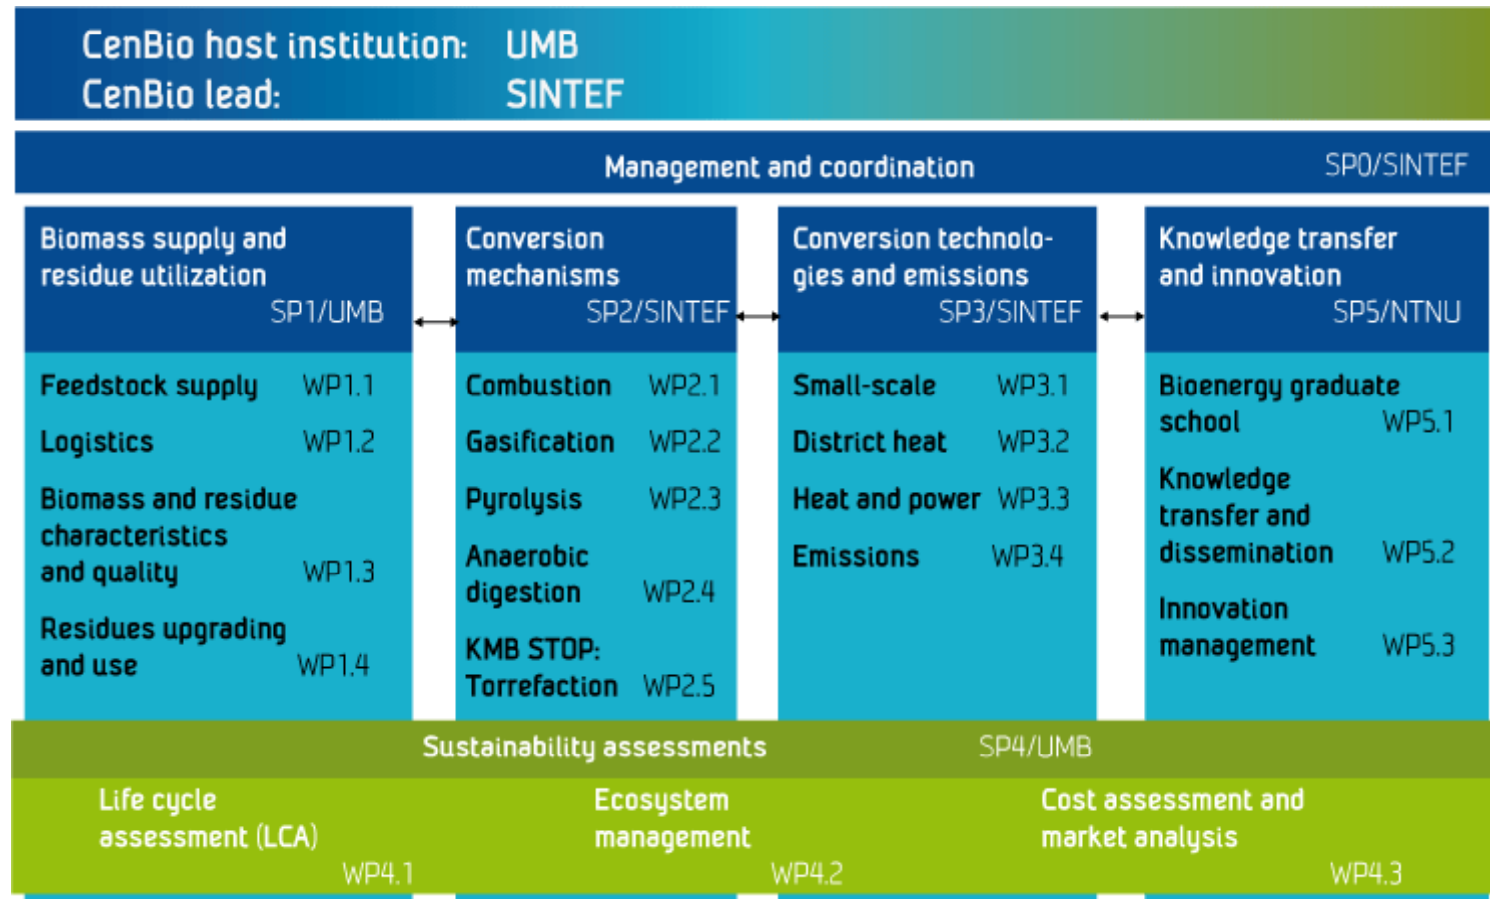 CenBio host institution: UMB
CenBio lead: SINTEF
Management and coordination SP0/SINTEF
Biomass supply and
residue utilization
SP1/UMB
Feedstock supply WP1.1
Logistics WP1.2
Biomass and residue
characteristics
and quality WP1.3
Residues upgrading
and use WP1.4
Conversion
mechanisms
SP2/SINTEF
Combustion WP2.1
Gasification WP2.2
Pyrolysis WP2.3
Anaerobic
digestion WP2.4
KMB STOP:
Torrefaction WP2.5
Conversion technolo-
gies and emissions
SP3/SINTEF
Small-scale WP3.1
District heat WP3.2
Heat and power WP3.3
Emissions WP3.4
Knowledge transfer
and innovation
SP5/NTNU
Bioenergy graduate
school WP5.1
Knowledge
transfer and
dissemination WP5.2
Innovation
management WP5.3
Sustainability assessments SP4/UMB
Life cycle
assessment (LCA)
WP4.1
Ecosystem
management
WP4.2
Cost assessment and
market analysis
WP4.3